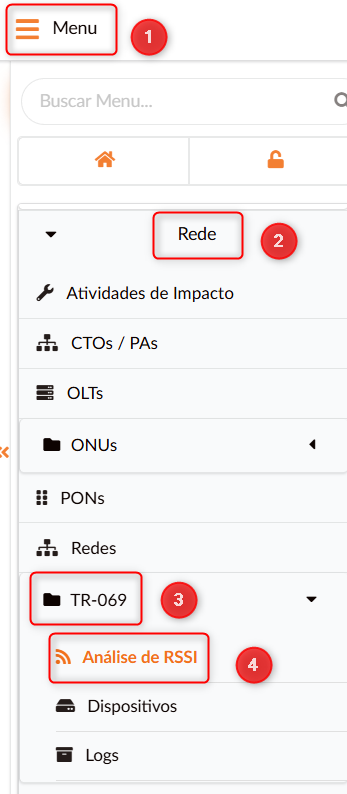 Menu
1
Buscar Menu...
Rede
2
Atividades de Impacto
CTOs / PAs
OLTs
ONUs
PONs
Redes
TR-069
3
Análise de RSSI
4
Dispositivos
Logs